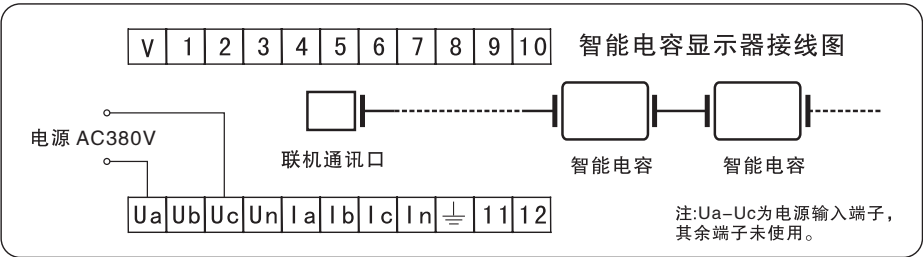 V 1 2 3 4 5 6 7 8 9 10
智能电容显示器接线图
电源 AC380V
联机通讯口
智能电容
智能电容
Ua Ub Uc Un Ia Ib Ic In ⏚ 11 12
注:Ua-Uc为电源输入端子，
其余端子未使用。